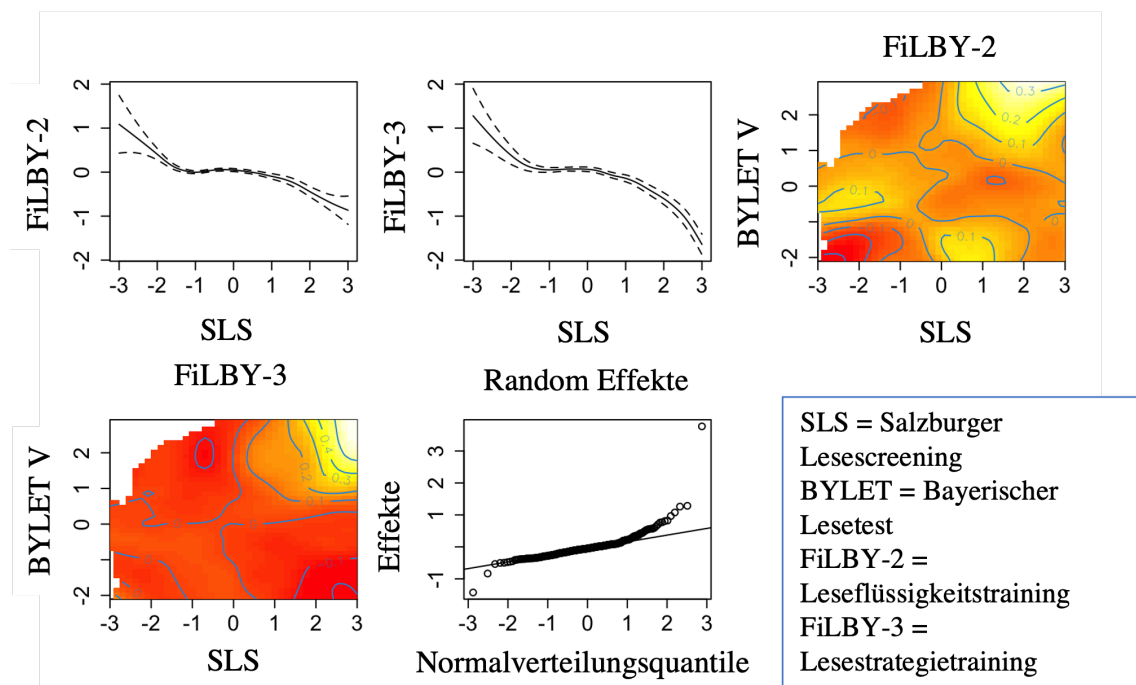 FiLBY-2
2
1
0
-1
-2
FiLBY-2
-3 -2 -1 0 1 2 3
SLS
2
1
0
-1
-2
FiLBY-3
-3 -2 -1 0 1 2 3
SLS
2
0
-2
BYLET V
0.3
0.2
0.1
0
0
0.1
0.1
-3 -2 -1 0 1 2 3
SLS
FiLBY-3
BYLET V
2
0
-2
0.4
0.3
0.2
0
-3 -2 -1 0 1 2 3
SLS
Random Effekte
Effekte
3
1
-1
-3 -2 -1 0 1 2 3
Normalverteilungsquantile
SLS = Salzburger
Lesescreening
BYLET = Bayerischer
Lesetest
FiLBY-2 =
Leseflüssigkeitstraining
FiLBY-3 =
Lesestrategietraining